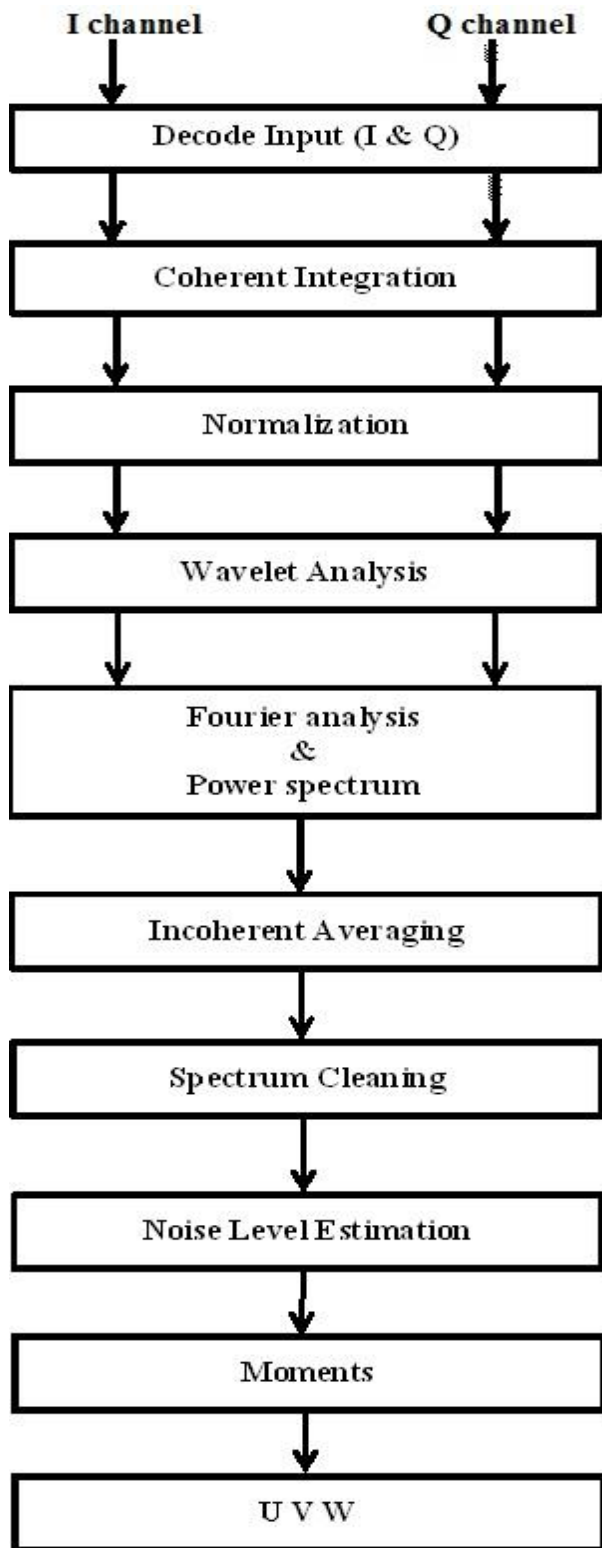 I channel Q channel
Decode Input (I & Q)
Coherent Integration
Normalization
Wavelet Analysis
Fourier analysis
&
Power spectrum
Incoherent Averaging
Spectrum Cleaning
Noise Level Estimation
Moments
U V W